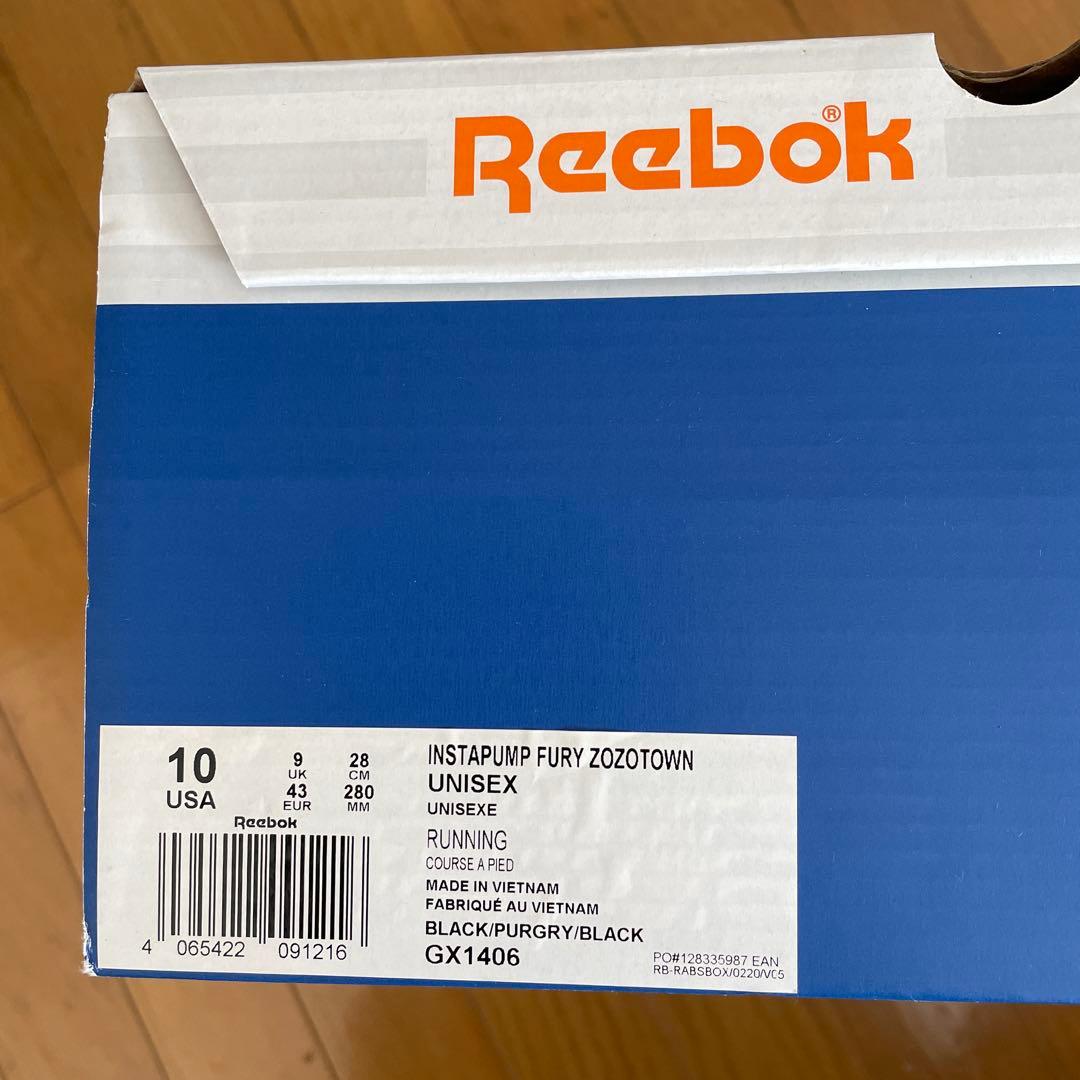 Reebok®
10
USA
9
UK
43
EUR
28
CM
280
MM
Reebok
4 065422 091216
INSTAPUMP FURY ZOZOTOWN
UNISEX
UNISEXE
RUNNING
COURSE A PIED
MADE IN VIETNAM
FABRIQUÉ AU VIETNAM
BLACK/PURGRY/BLACK
GX1406
PO#128335987 EAN
RB-RABSBOX/0220/VC5